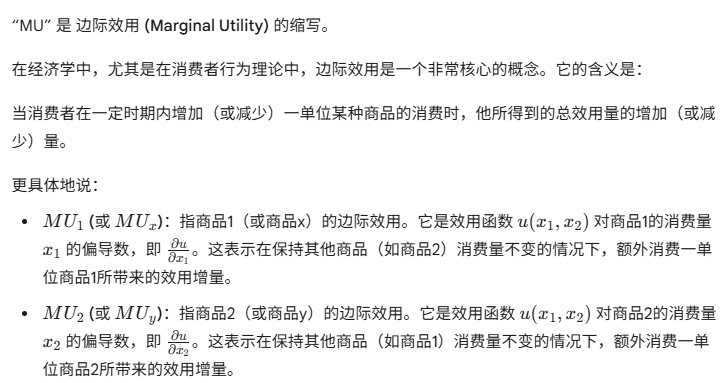 “MU” 是 边际效用 (Marginal Utility) 的缩写。
在经济学中，尤其是在消费者行为理论中，边际效用是一个非常核心的概念。它的含义是：
当消费者在一定时期内增加（或减少）一单位某种商品的消费时，他所得到的总效用量的增加（或减
少）量。
更具体地说：
• $MU_1$ (或 $MU_x$)：指商品1（或商品x）的边际效用。它是效用函数 $u(x_1, x_2)$ 对商品1的消费量
$x_1$ 的偏导数，即 $\frac{\partial u}{\partial x_1}$。这表示在保持其他商品（如商品2）消费量不变的情况下，额外消费一单
位商品1所带来的效用增量。
• $MU_2$ (或 $MU_y$)：指商品2（或商品y）的边际效用。它是效用函数 $u(x_1, x_2)$ 对商品2的消费量
$x_2$ 的偏导数，即 $\frac{\partial u}{\partial x_2}$。这表示在保持其他商品（如商品1）消费量不变的情况下，额外消费一单
位商品2所带来的效用增量。